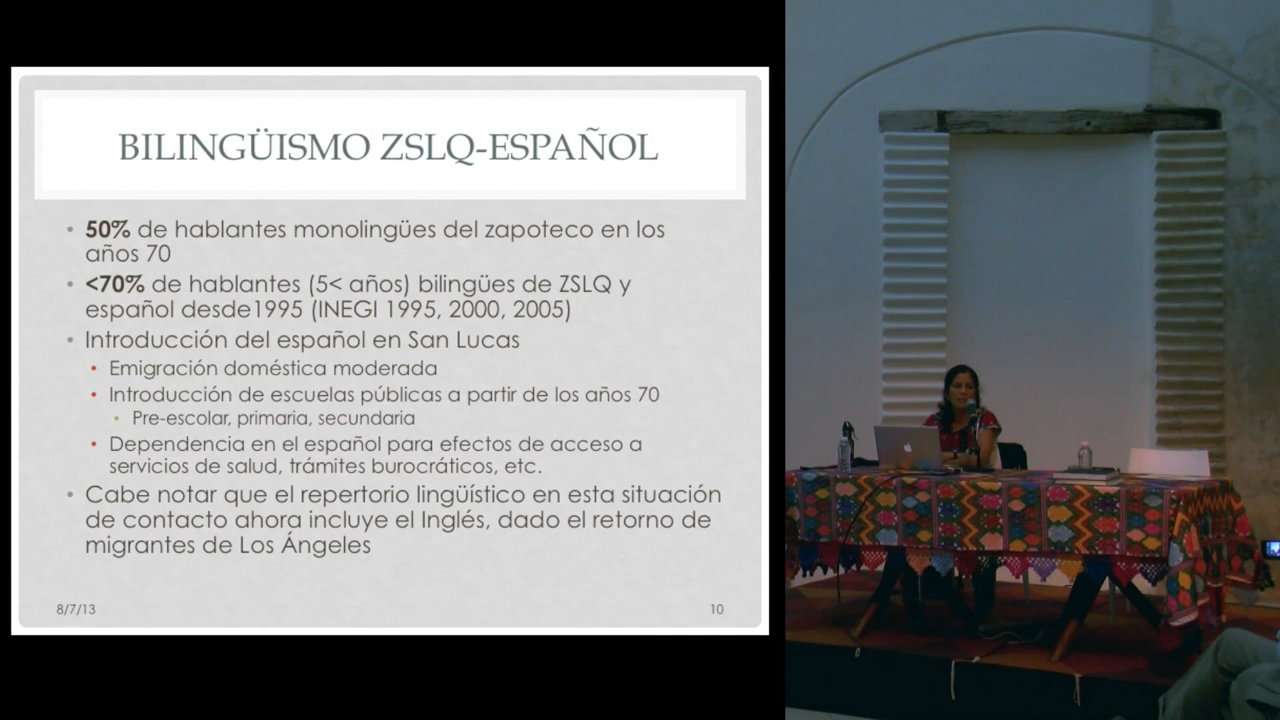 BILINGÜISMO ZSLQ-ESPAÑOL
• 50% de hablantes monolingües del zapoteco en los
años 70
• <70% de hablantes (5< años) bilingües de ZSLQ y
español desde1995 (INEGI 1995, 2000, 2005)
• Introducción del español en San Lucas
• Emigración doméstica moderada
• Introducción de escuelas públicas a partir de los años 70
• Pre-escolar, primaria, secundaria
• Dependencia en el español para efectos de acceso a
servicios de salud, trámites burocráticos, etc.
• Cabe notar que el repertorio lingüístico en esta situación
de contacto ahora incluye el Inglés, dado el retorno de
migrantes de Los Ángeles
8/7/13
10